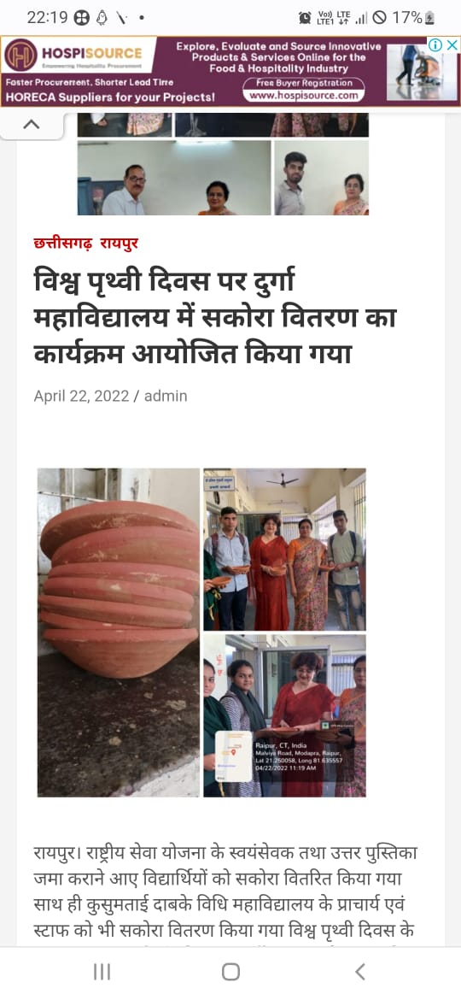 22:19
Vo)) LTE
LTE1
17%
HOSPISOURCE
Empowering Hospitality Procurement
Explore, Evaluate and Source Innovative
Products & Services Online for the
Food & Hospitality Industry
Faster Procurement, Shorter Lead Time
HORECA Suppliers for your Projects!
Free Buyer Registration
www.hospisource.com
छत्तीसगढ़ रायपुर
विश्व पृथ्वी दिवस पर दुर्गा
महाविद्यालय में सकोरा वितरण का
कार्यक्रम आयोजित किया गया
April 22, 2022 / admin
Raipur, CT, India
Malviya Road, Modapra, Raipur,
Lat 21.250058, Long 81.635557
04/22/2022 11:19 AM
रायपुर। राष्ट्रीय सेवा योजना के स्वयंसेवक तथा उत्तर पुस्तिका
जमा कराने आए विद्यार्थियों को सकोरा वितरित किया गया
साथ ही कुसुमताई दाबके विधि महाविद्यालय के प्राचार्य एवं
स्टाफ को भी सकोरा वितरण किया गया विश्व पृथ्वी दिवस के